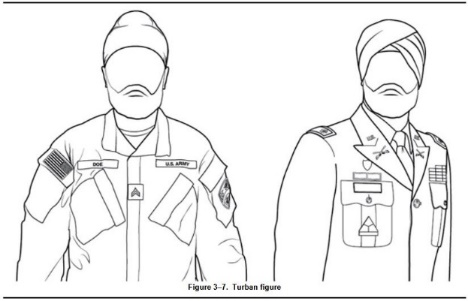 DOE
U.S. ARMY
Figure 3–7. Turban figure